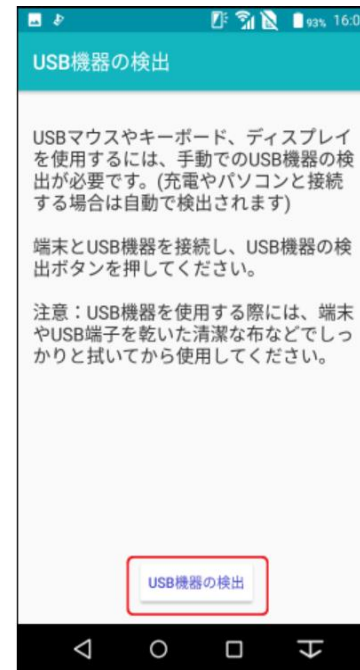 93% 16:0
USB機器の検出
USBマウスやキーボード、ディスプレイ
を使用するには、手動でのUSB機器の検
出が必要です。(充電やパソコンと接続
する場合は自動で検出されます)
端末とUSB機器を接続し、USB機器の検
出ボタンを押してください。
注意：USB機器を使用する際には、端末
やUSB端子を乾いた清潔な布などでしっ
かりと拭いてから使用してください。
USB機器の検出